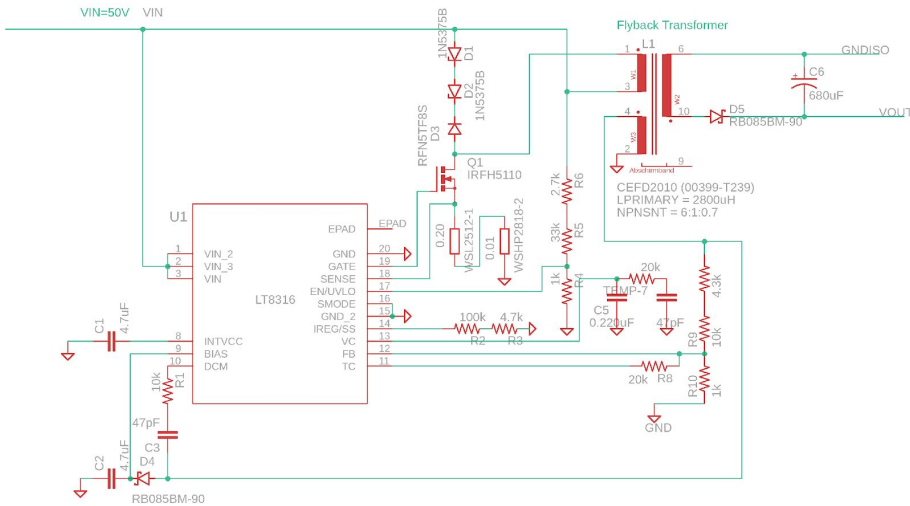 VIN=50V VIN
1N5375B
D1
D2
1N5375B
RFN5TF8S
D3
Q1
IRFH5110
Flyback Transformer
L1
1
6
GNDISO
W1
W2
C6
680uF
3
4
10
D5
RB085BM-90
VOUT
W3
2
9
CEFD2010 (00399-T239)
LPRIMARY = 2800uH
NPNSNT = 6:1:0.7
2.7k
R6
33k
R5
1k
R4
0.20
WSL2512-1
0.01
WSHP2818-2
U1
LT8316
EPAD EPAD
1 VIN_2
2 VIN_3
3 VIN
GND 20
GATE 19
SENSE 18
EN/UVLO 17
SMODE 16
GND_2 15
IREG/SS 14
VC 13
FB 12
TC 11
8 INTVCC
9 BIAS
10 DCM
100k
R2
4.7k
R3
20k
TEMP-7
C5
0.220uF
47pF
4.3k
R9
10k
R10
1k
20k R8
GND
C1
4.7uF
10k
R1
47pF
C3
C2
4.7uF
D4
RB085BM-90